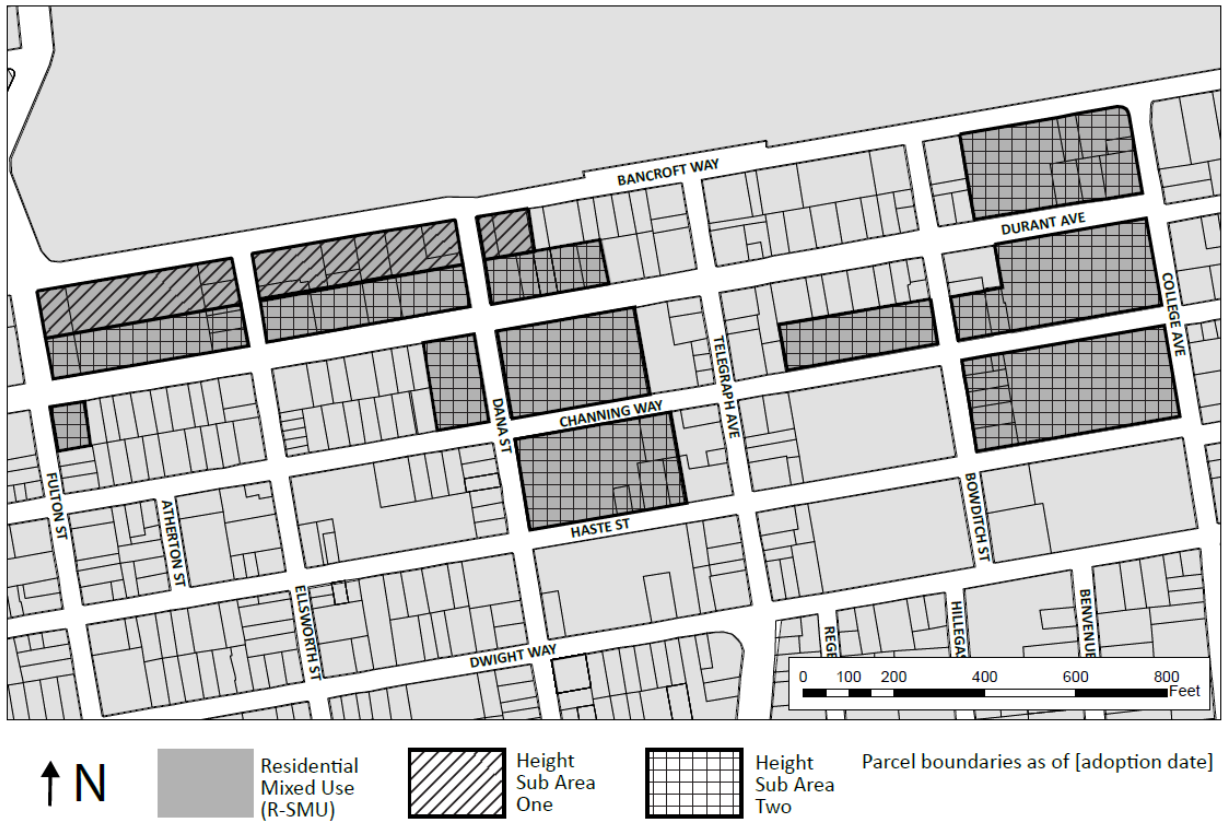 BANCROFT WAY
DURANT AVE
COLLEGE AVE
TELEGRAPH AVE
DANA ST
CHANNING WAY
FULTON ST
ATHERTON ST
ELLSWORTH ST
HASTE ST
BOWDITCH ST
DWIGHT WAY
REGE
HILLEGAS
BENVENUE
0 100 200 400 600 800
Feet
N
Residential
Mixed Use
(R-SMU)
Height
Sub Area
One
Height
Sub Area
Two
Parcel boundaries as of [adoption date]